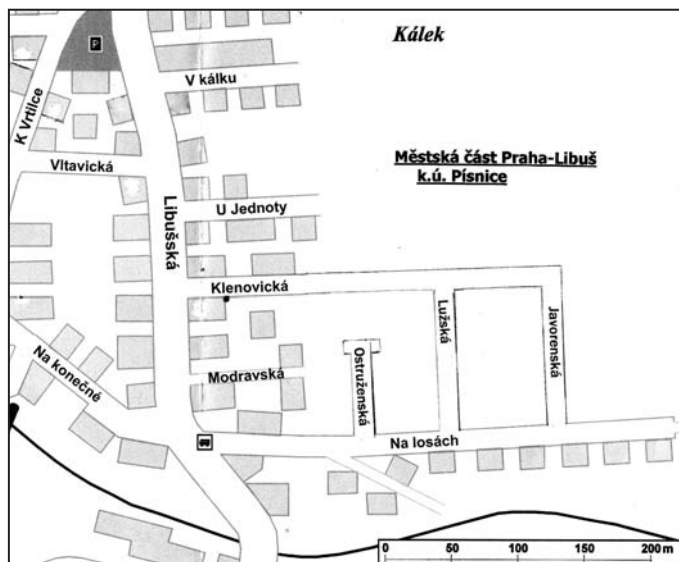 Kálek
P
V kálku
K Vrtilce
Městská část Praha-Libuš
k.ú. Písnice
Vltavická
Libušská
U Jednoty
Klenovická
Lužská
Javorenská
Ostruženská
Na konečné
Modravská
Na losách
0 50 100 150 200 m